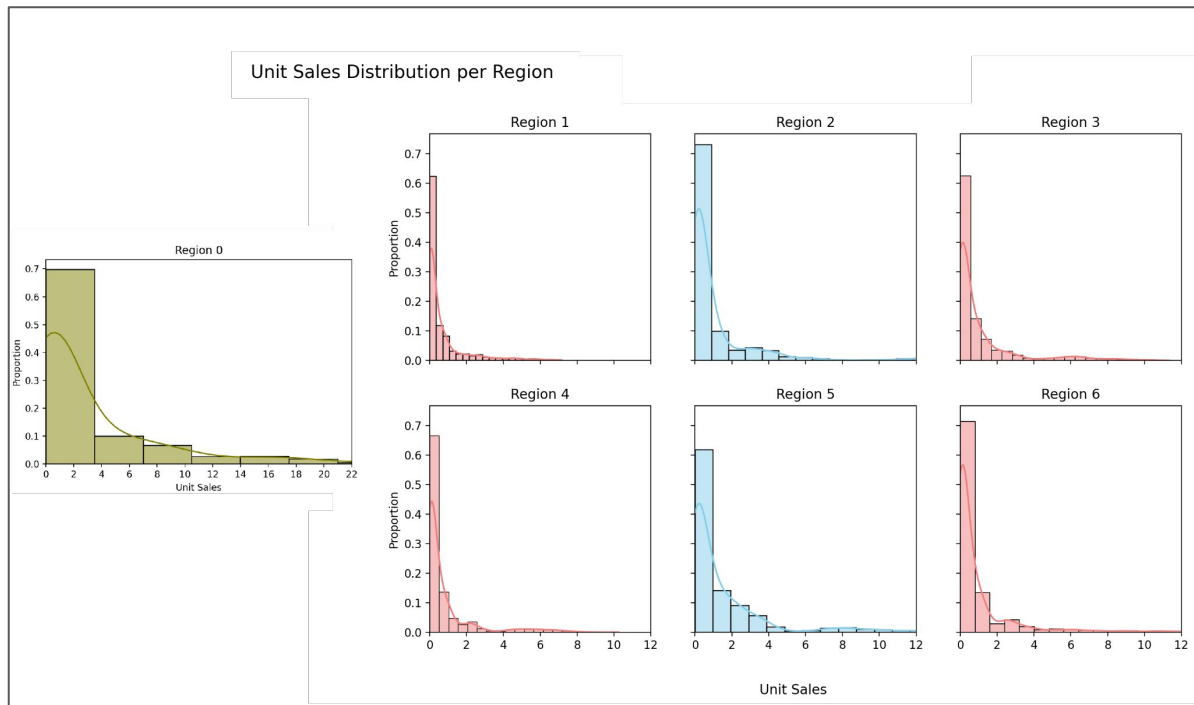 Unit Sales Distribution per Region
Region 0
0.7
0.6
0.5
0.4
0.3
0.2
0.1
0.0
Proportion
0 2 4 6 8 10 12 14 16 18 20 22
Unit Sales
Region 1
0.7
0.6
0.5
0.4
0.3
0.2
0.1
0.0
Proportion
Region 2
Region 3
Region 4
0.7
0.6
0.5
0.4
0.3
0.2
0.1
0.0
Proportion
0 2 4 6 8 10 12
Region 5
0 2 4 6 8 10 12
Region 6
0 2 4 6 8 10 12
Unit Sales